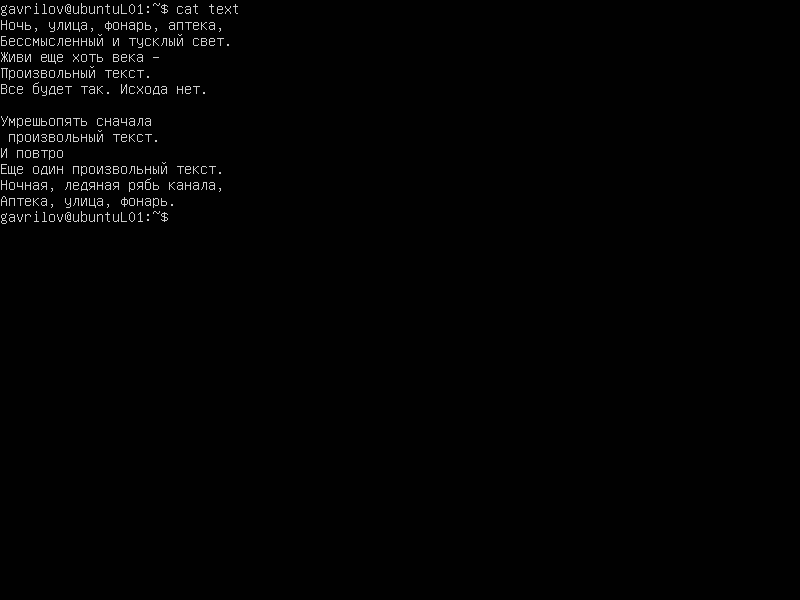 gavrilov@ubuntuL01:~$ cat text
Ночь, улица, фонарь, аптека,
Бессмысленный и тусклый свет.
Живи еще хоть века –
Произвольный текст.
Все будет так. Исхода нет.

Умрешьопять сначала
 произвольный текст.
И повтро
Еще один произвольный текст.
Ночная, ледяная рябь канала,
Аптека, улица, фонарь.
gavrilov@ubuntuL01:~$